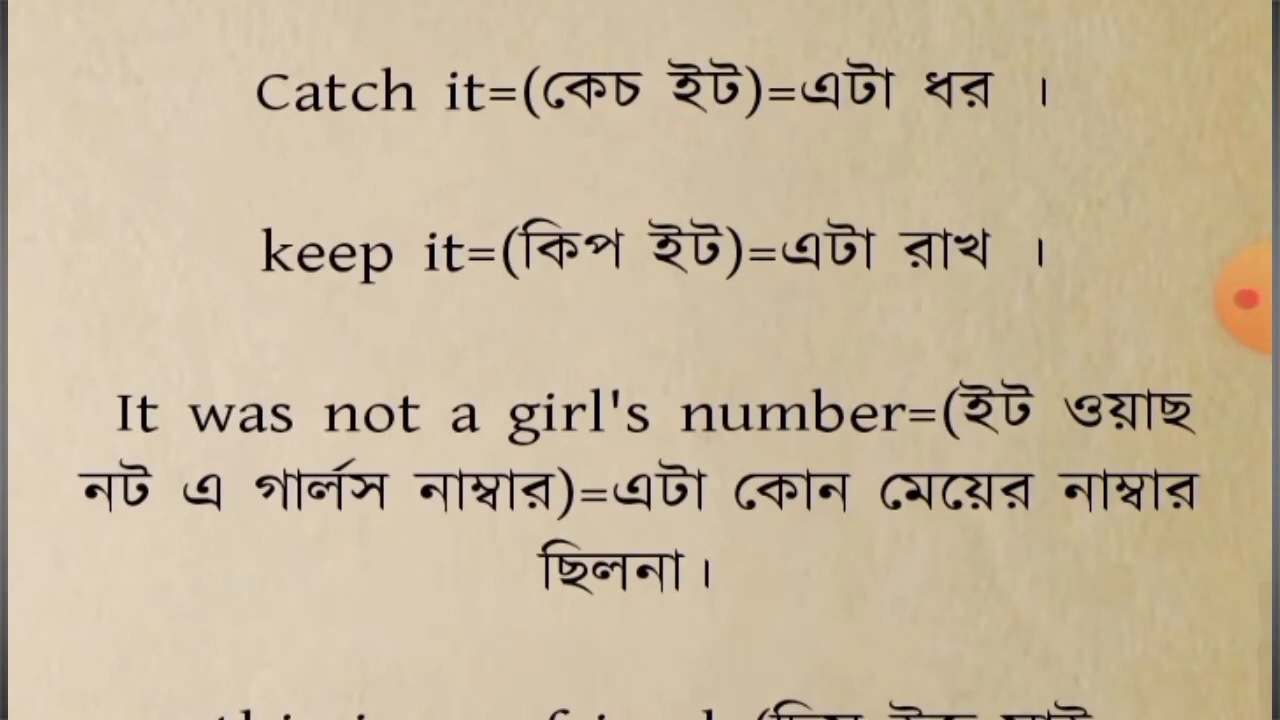 Catch it=(কেচ ইট)=এটা ধর ।
keep it=(কিপ ইট)=এটা রাখ ।
It was not a girl's number=(ইট ওয়াছ
নট এ গার্লস নাম্বার)=এটা কোন মেয়ের নাম্বার
ছিলনা।